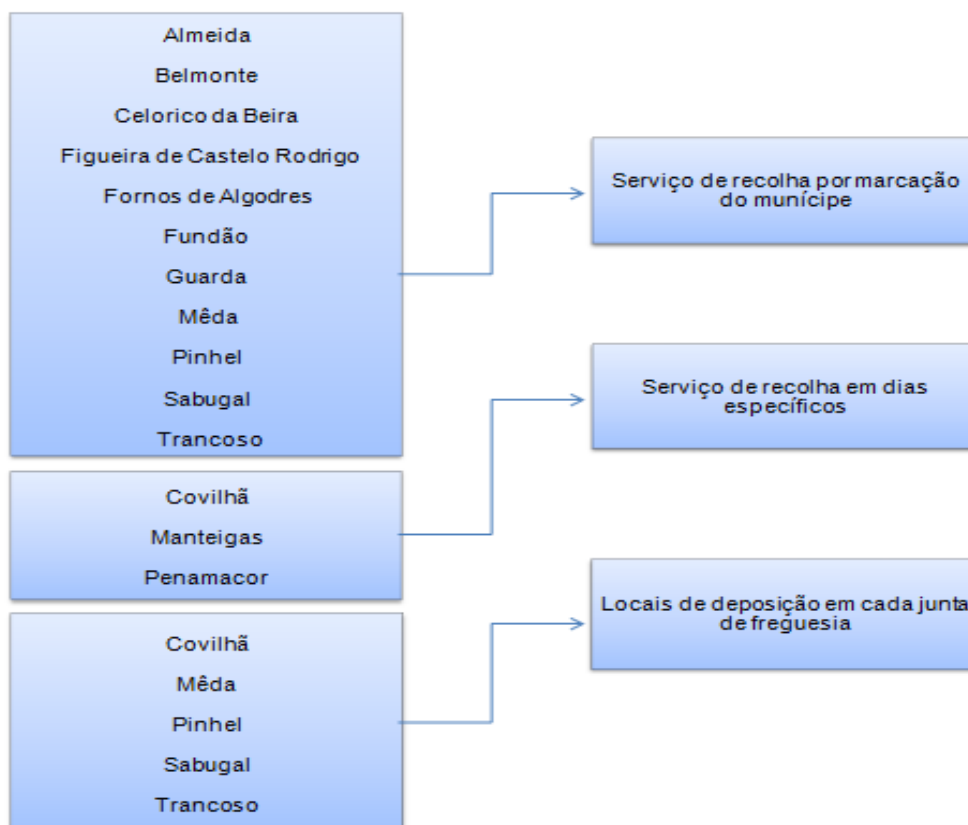 Almeida
Belmonte
Celorico da Beira
Figueira de Castelo Rodrigo
Fornos de Algodres
Fundão
Guarda
Mêda
Pinhel
Sabugal
Trancoso
Serviço de recolha por marcação
do munícipe
Covilhã
Manteigas
Penamacor
Serviço de recolha em dias
específicos
Covilhã
Mêda
Pinhel
Sabugal
Trancoso
Locais de deposição em cada junta
de freguesia